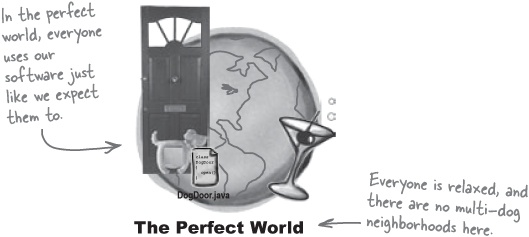 In the perfect
world, everyone
uses our
software just
like we expect
them to.
class
DogDoor
{
open()
DogDoor.java
Everyone is relaxed, and
there are no multi-dog
neighborhoods here.
The Perfect World